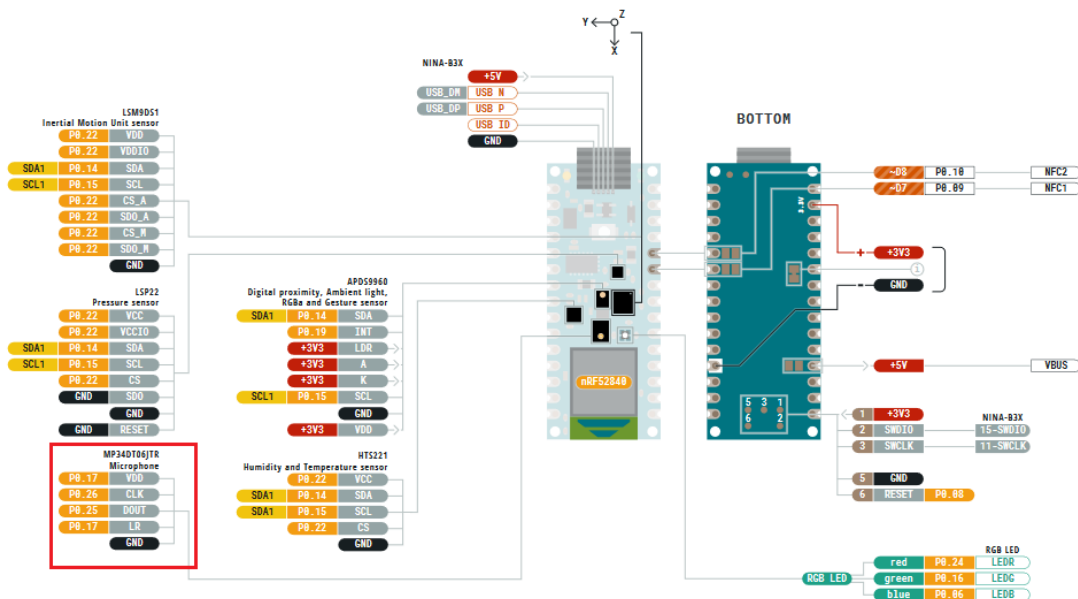 Z
Y
X
NINA-B3X
+5V
USB_DM USB N
USB_DP USB P
USB ID
GND
LSM9DS1
Inertial Motion Unit sensor
P0.22 VDD
P0.22 VDDIO
SDA1 P0.14 SDA
SCL1 P0.15 SCL
P0.22 CS_A
P0.22 SDO_A
P0.22 CS_M
P0.22 SDO_M
GND
LSP22
Pressure sensor
P0.22 VCC
P0.22 VCCIO
SDA1 P0.14 SDA
SCL1 P0.15 SCL
P0.22 CS
GND SDO
GND
GND RESET
MP34DT06JTR
Microphone
P0.17 VDD
P0.26 CLK
P0.25 DOUT
P0.17 LR
GND
APDS9960
Digital proximity, Ambient light,
RGBa and Gesture sensor
SDA1 P0.14 SDA
P0.19 INT
+3V3 LDR
+3V3 A
+3V3 K
SCL1 P0.15 SCL
GND
+3V3 VDD
HTS221
Humidity and Temperature sensor
P0.22 VCC
SDA1 P0.14 SDA
SDA1 P0.15 SCL
P0.22 CS
GND
nRF52840
BOTTOM
3.3V
5 3 1
6 2
~D8 P0.10 NFC2
~D7 P0.09 NFC1
+ +3V3
i
- GND
+5V VBUS
1 +3V3
NINA-B3X
2 SWDIO 15-SWDIO
3 SWCLK 11-SWCLK
5 GND
6 RESET P0.08
RGB LED
RGB LED
red P0.24 LEDR
green P0.16 LEDG
blue P0.06 LEDB